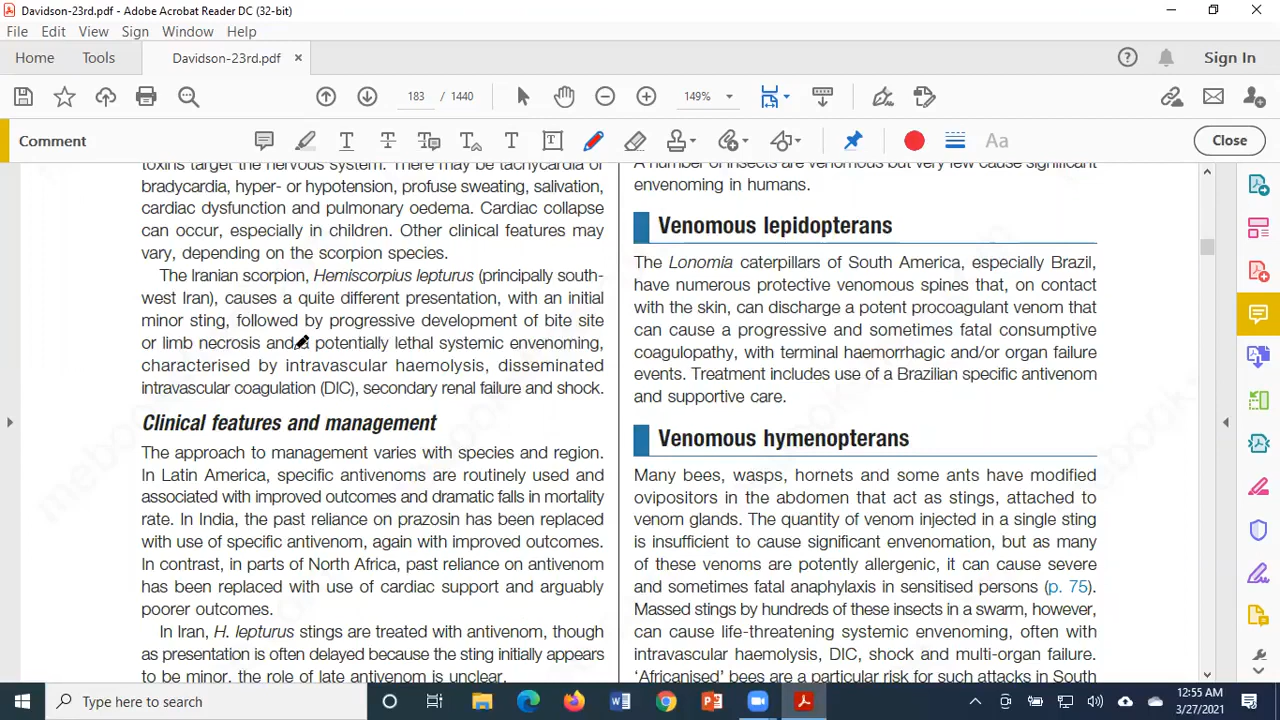 Davidson-23rd.pdf - Adobe Acrobat Reader DC (32-bit)
File Edit View Sign Window Help
Home Tools Davidson-23rd.pdf × Sign In
183 / 1440 149%
Comment Aa Close
toxins target the nervous system. There may be tachycardia or
bradycardia, hyper- or hypotension, profuse sweating, salivation,
cardiac dysfunction and pulmonary oedema. Cardiac collapse
can occur, especially in children. Other clinical features may
vary, depending on the scorpion species.
The Iranian scorpion, Hemiscorpius lepturus (principally south-
west Iran), causes a quite different presentation, with an initial
minor sting, followed by progressive development of bite site
or limb necrosis and potentially lethal systemic envenoming,
characterised by intravascular haemolysis, disseminated
intravascular coagulation (DIC), secondary renal failure and shock.
Clinical features and management
The approach to management varies with species and region.
In Latin America, specific antivenoms are routinely used and
associated with improved outcomes and dramatic falls in mortality
rate. In India, the past reliance on prazosin has been replaced
with use of specific antivenom, again with improved outcomes.
In contrast, in parts of North Africa, past reliance on antivenom
has been replaced with use of cardiac support and arguably
poorer outcomes.
In Iran, H. lepturus stings are treated with antivenom, though
as presentation is often delayed because the sting initially appears
to be minor, the role of late antivenom is unclear.
A number of insects are venomous but very few cause significant
envenoming in humans.
Venomous lepidopterans
The Lonomia caterpillars of South America, especially Brazil,
have numerous protective venomous spines that, on contact
with the skin, can discharge a potent procoagulant venom that
can cause a progressive and sometimes fatal consumptive
coagulopathy, with terminal haemorrhagic and/or organ failure
events. Treatment includes use of a Brazilian specific antivenom
and supportive care.
Venomous hymenopterans
Many bees, wasps, hornets and some ants have modified
ovipositors in the abdomen that act as stings, attached to
venom glands. The quantity of venom injected in a single sting
is insufficient to cause significant envenomation, but as many
of these venoms are potentially allergenic, it can cause severe
and sometimes fatal anaphylaxis in sensitised persons (p. 75).
Massed stings by hundreds of these insects in a swarm, however,
can cause life-threatening systemic envenoming, often with
intravascular haemolysis, DIC, shock and multi-organ failure.
'Africanised' bees are a particular risk for such attacks in South
Type here to search
12:55 AM
3/27/2021